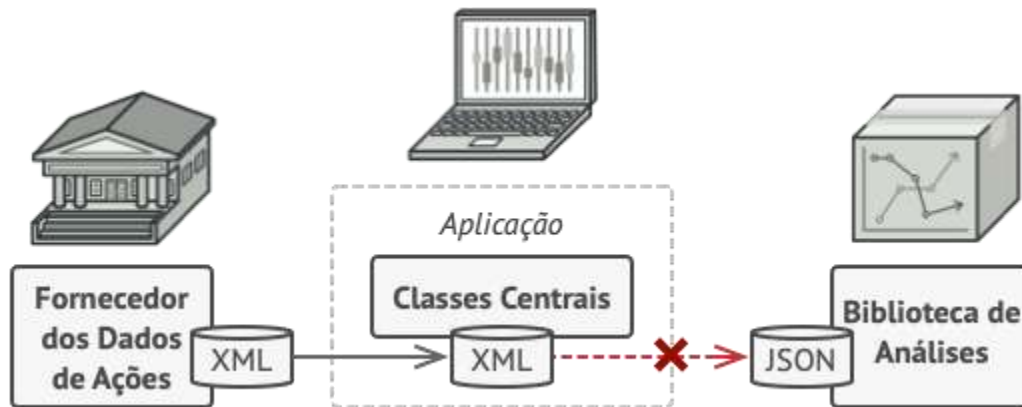 Aplicação
Fornecedor
dos Dados
de Ações
XML
Classes Centrais
XML
JSON
Biblioteca de
Análises